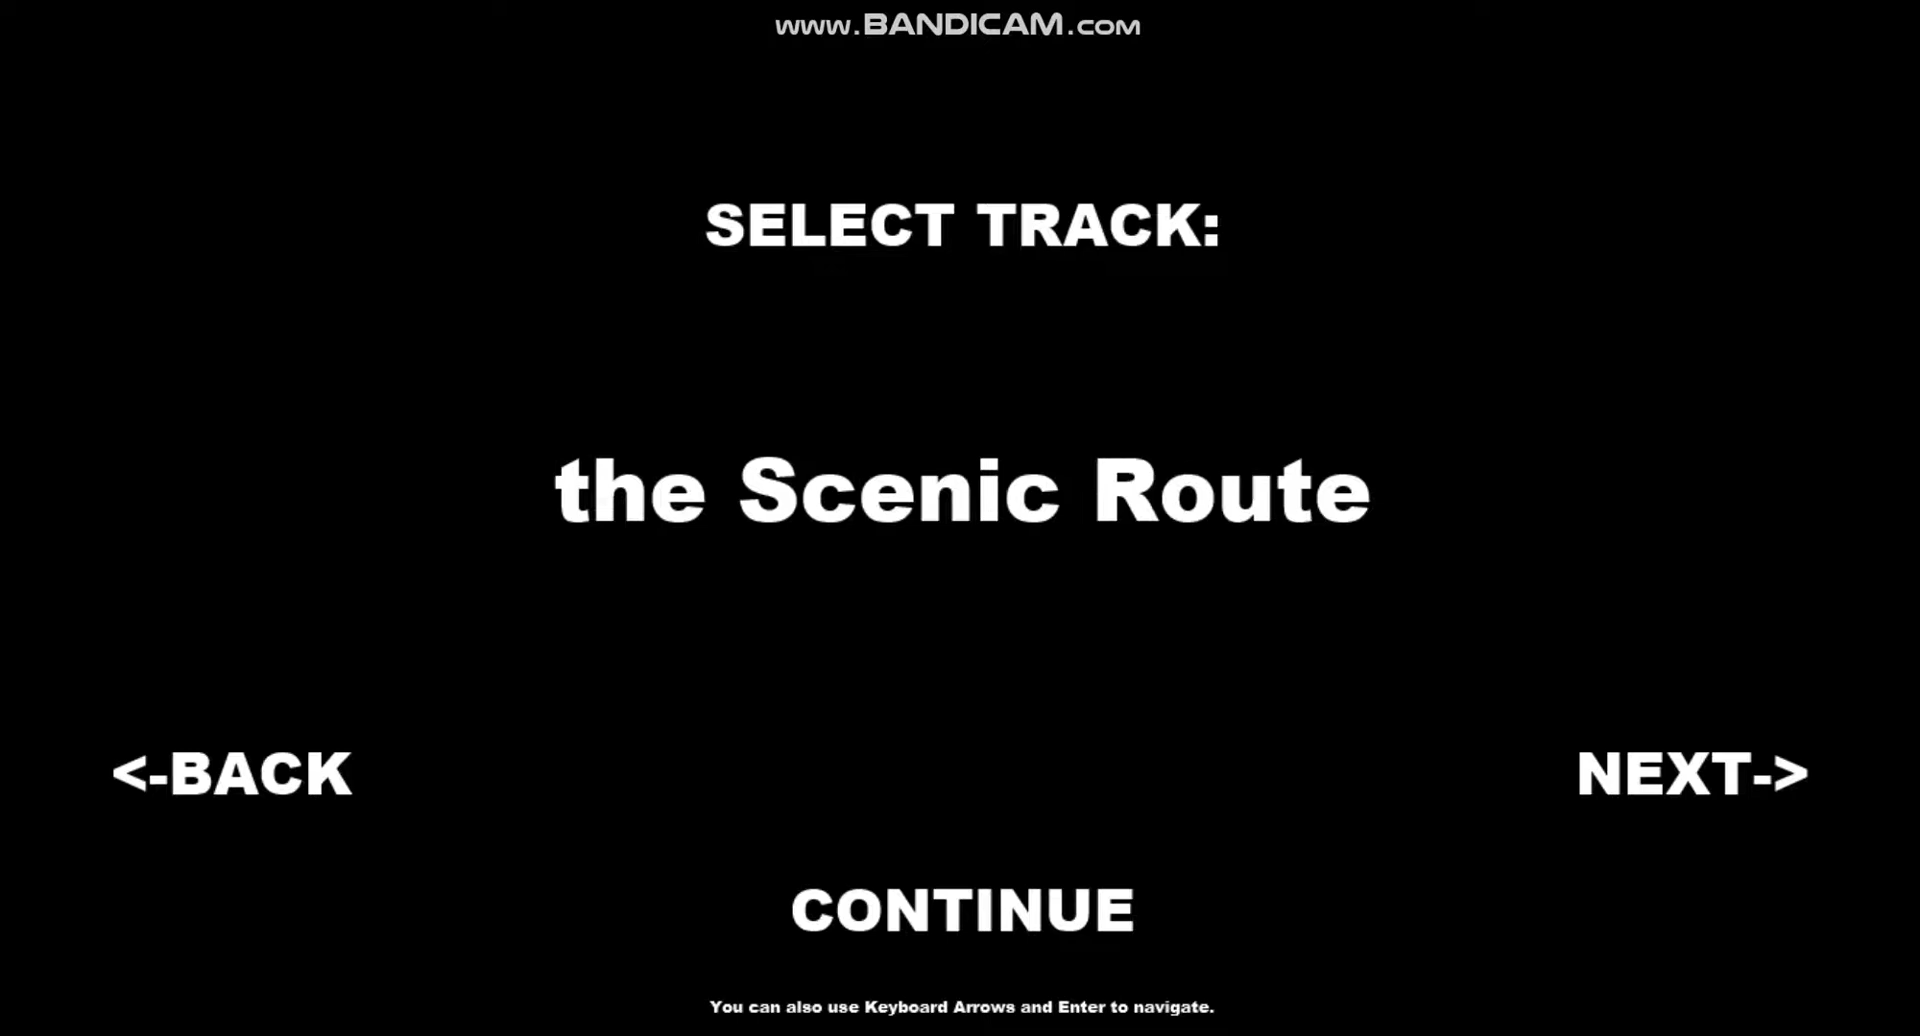 www.BANDICAM.com
SELECT TRACK:
the Scenic Route
<-BACK
NEXT->
CONTINUE
You can also use Keyboard Arrows and Enter to navigate.